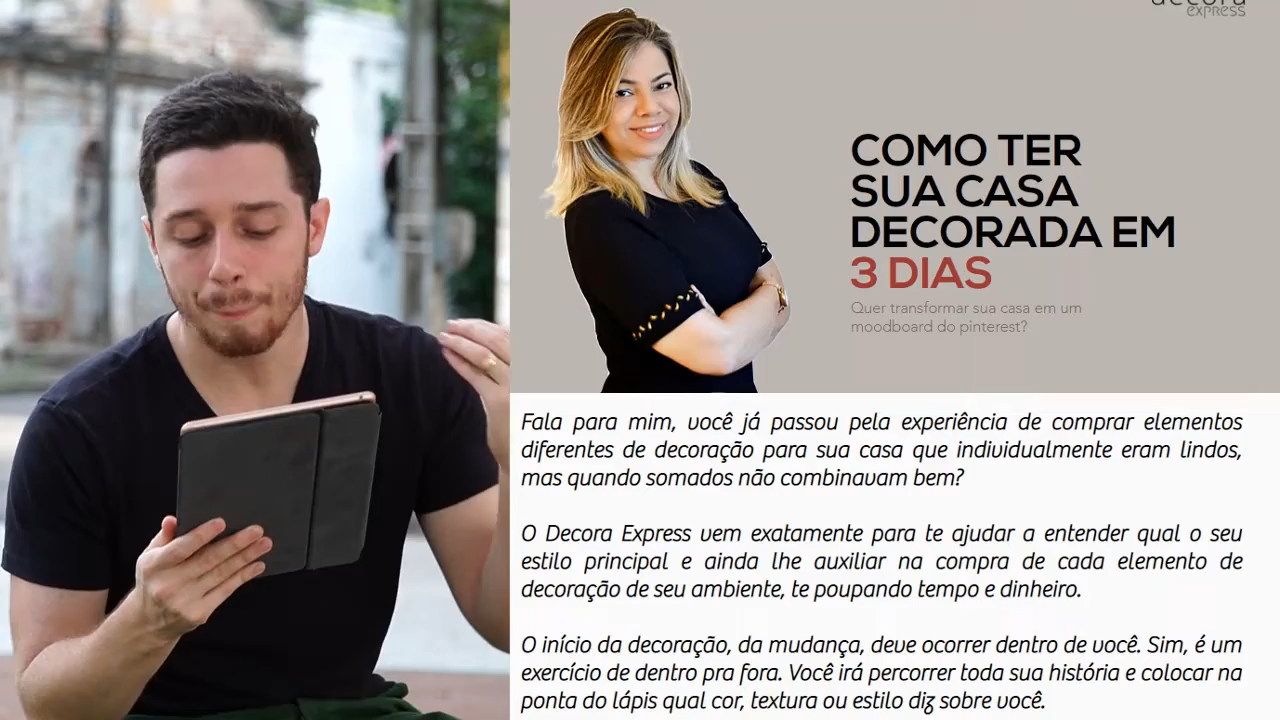 decora
express
COMO TER
SUA CASA
DECORADA EM
3 DIAS
Quer transformar sua casa em um
moodboard do pinterest?
Fala para mim, você já passou pela experiência de comprar elementos
diferentes de decoração para sua casa que individualmente eram lindos,
mas quando somados não combinavam bem?
O Decora Express vem exatamente para te ajudar a entender qual o seu
estilo principal e ainda lhe auxiliar na compra de cada elemento de
decoração de seu ambiente, te poupando tempo e dinheiro.
O início da decoração, da mudança, deve ocorrer dentro de você. Sim, é um
exercício de dentro pra fora. Você irá percorrer toda sua história e colocar na
ponta do lápis qual cor, textura ou estilo diz sobre você.